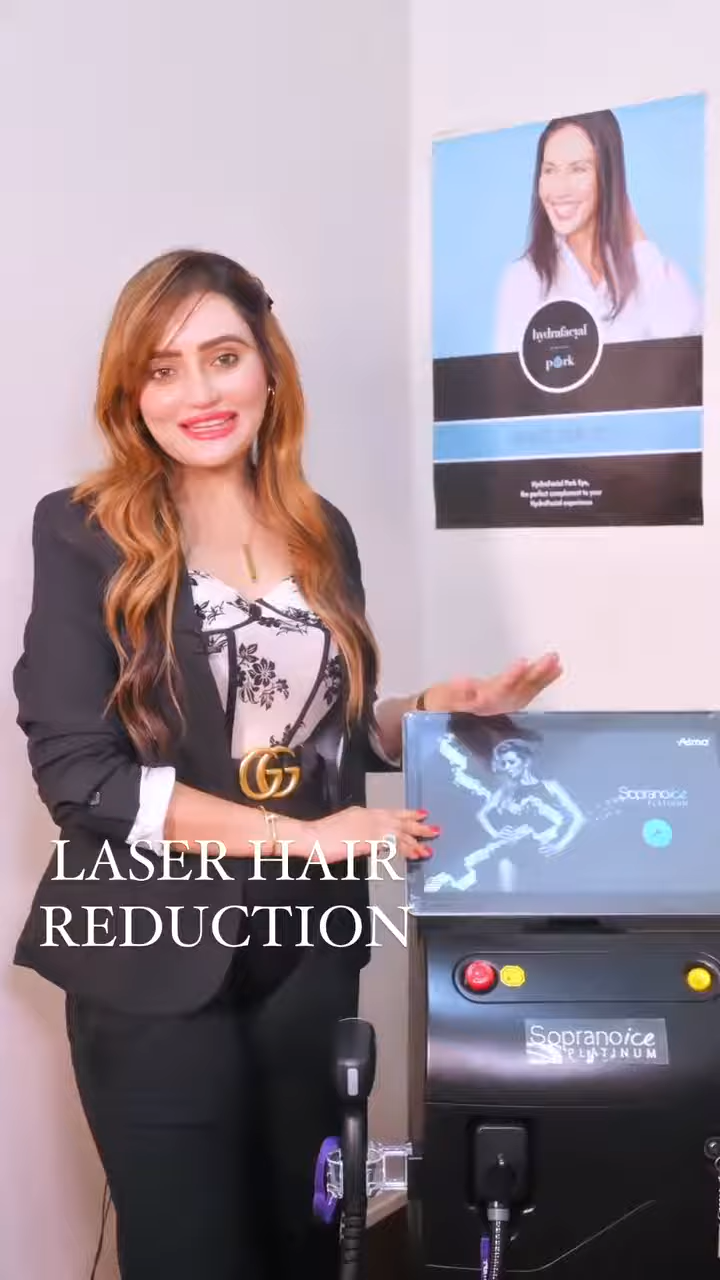 hydrafacial
perk
HydraFacial Perk Eye,
the perfect complement to your
HydraFacial experience
Alma
Sopranoice
PLATINUM
LASER HAIR
REDUCTION
Sopranoice
PLATINUM